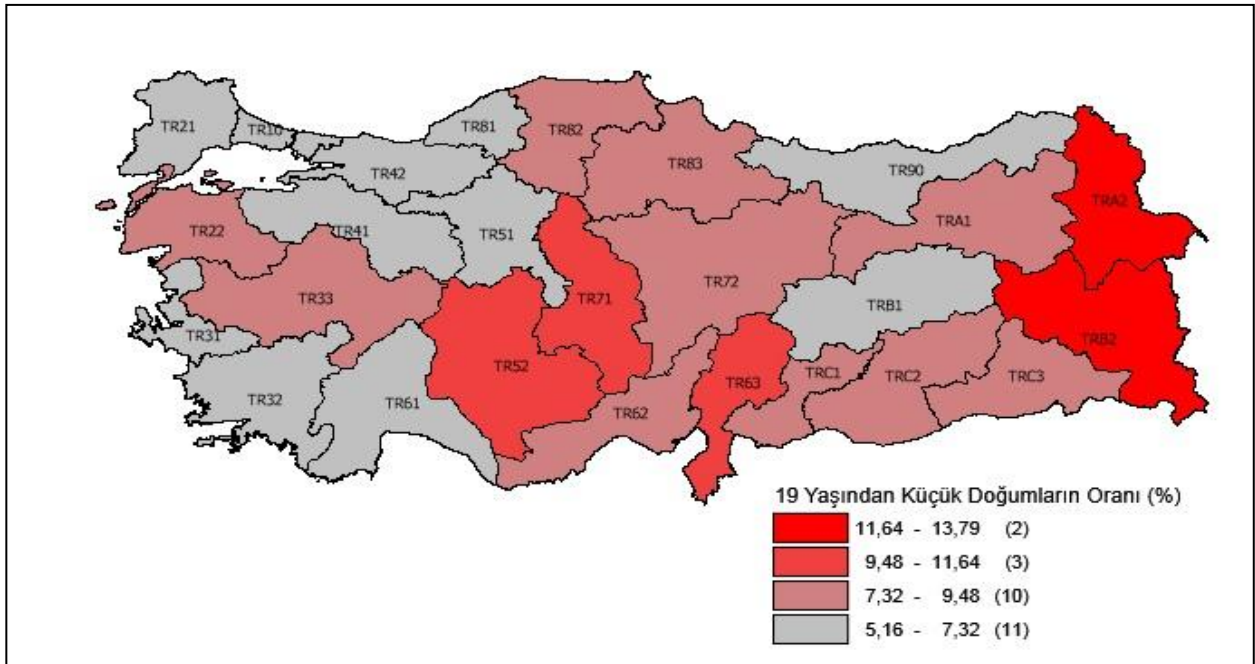 TR21
TR10
TR81
TR82
TR42
TR83
TR90
TRA2
TR22
TR41
TR51
TRA1
TR33
TR71
TR72
TRB1
TR31
TR52
TR63
TRC1
TRC2
TRC3
TRB2
TR32
TR61
TR62
19 Yaşından Küçük Doğumların Oranı (%)
11,64 - 13,79 (2)
9,48 - 11,64 (3)
7,32 - 9,48 (10)
5,16 - 7,32 (11)